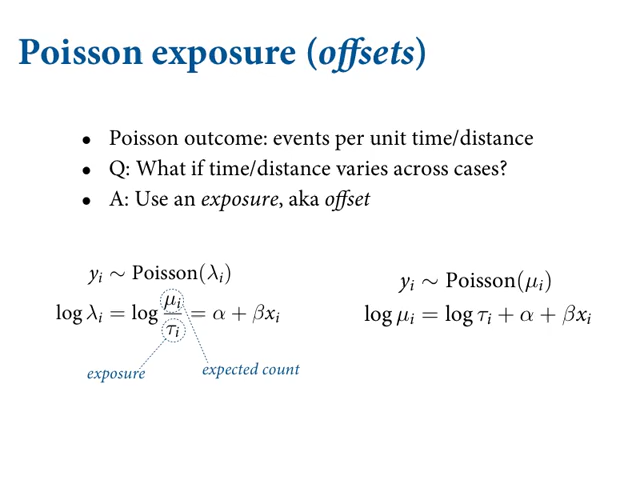 Poisson exposure (offsets)
• Poisson outcome: events per unit time/distance
• Q: What if time/distance varies across cases?
• A: Use an exposure, aka offset
yᵢ ∼ Poisson(λᵢ)
log λᵢ = log μᵢ/τᵢ = α + βxᵢ
exposure
expected count
yᵢ ∼ Poisson(μᵢ)
log μᵢ = log τᵢ + α + βxᵢ